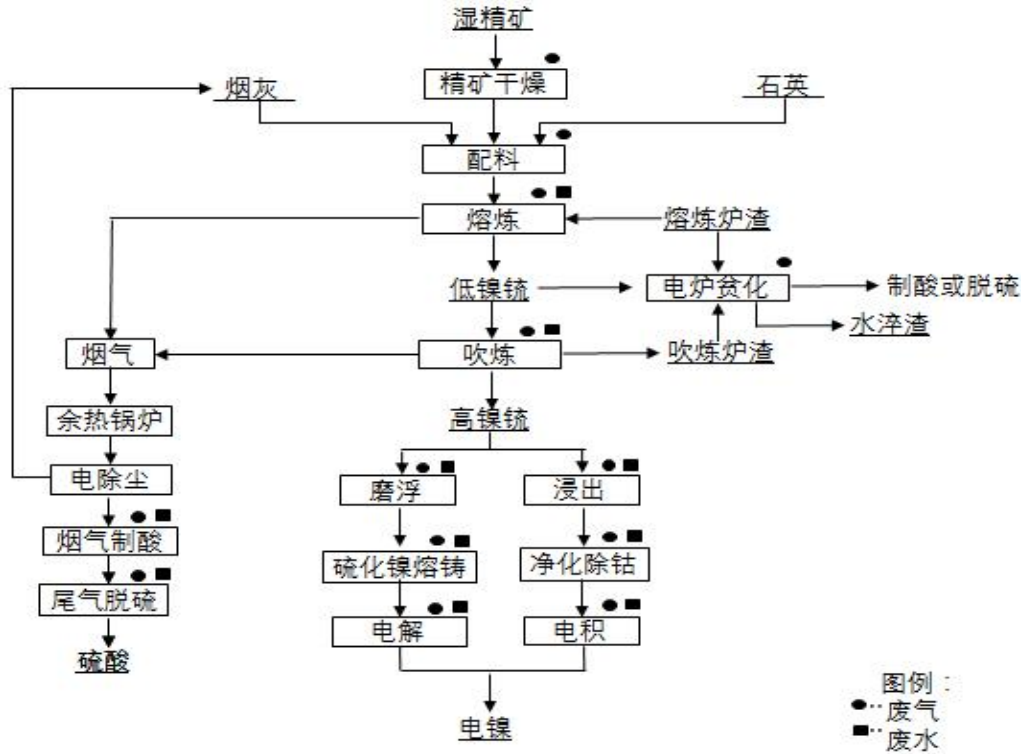 湿精矿
精矿干燥
烟灰
石英
配料
熔炼
熔炼炉渣
低镍锍
电炉贫化
制酸或脱硫
水淬渣
烟气
吹炼
吹炼炉渣
余热锅炉
高镍锍
电除尘
磨浮
浸出
烟气制酸
硫化镍熔铸
净化除钴
尾气脱硫
电解
电积
硫酸
电镍
图例：
废气
废水